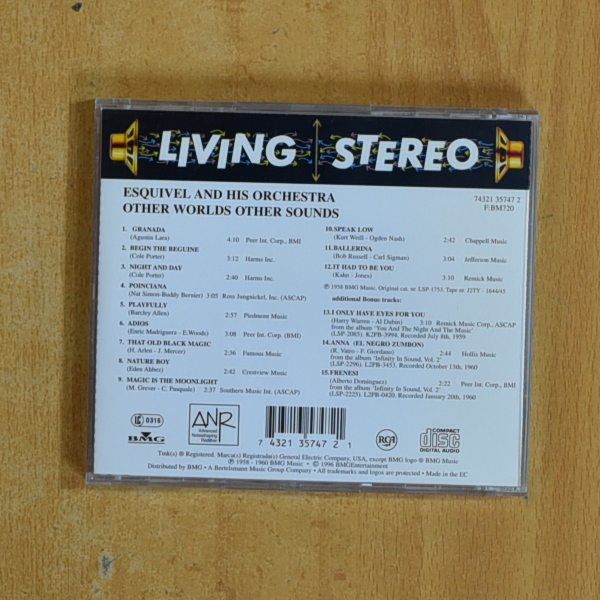 LIVING STEREO
ESQUIVEL AND HIS ORCHESTRA
OTHER WORLDS OTHER SOUNDS
74321 35747 2
F:BM720
1. GRANADA
(Agustin Lara) 4:10 Peer Int. Corp., BMI
2. BEGIN THE BEGUINE
(Cole Porter) 3:12 Harms Inc.
3. NIGHT AND DAY
(Cole Porter) 2:40 Harms Inc.
4. POINCIANA
(Nat Simon-Buddy Bernier) 3:05 Ross Jungnickel, Inc. (ASCAP)
5. PLAYFULLY
(Barcley Allen) 2:57 Piedmont Music
6. ADIOS
(Enric Madriguera - E.Woods) 3:08 Peer Int. Corp. (BMI)
7. THAT OLD BLACK MAGIC
(H. Arlen - J. Mercer) 2:36 Famous Music
8. NATURE BOY
(Eden Ahbez) 2:42 Crestview Music
9. MAGIC IS THE MOONLIGHT
(M. Grever - C. Pasquale) 2:37 Southern Music Int. (ASCAP)
10.SPEAK LOW
(Kurt Weill - Ogden Nash) 2:42 Chappell Music
11.BALLERINA
(Bob Russell - Carl Sigman) 3:04 Jefferson Music
12.IT HAD TO BE YOU
(Kahn - Jones) 3:10 Remick Music
℗ 1958 BMG Music. Original cat. nr. LSP-1753. Tape nr. J2TY - 1644/45
additional Bonus tracks:
13.I ONLY HAVE EYES FOR YOU
(Harry Warren - Al Dubin) 3:10 Remick Music Corp., ASCAP
from the album "You And The Night And The Music"
(LSP-2065). K2PB-3994. Recorded July 8th, 1959
14.ANNA (EL NEGRO ZUMBON)
(R. Vatro - F. Giordano) 2:44 Hollis Music
from the album "Infinity In Sound, Vol. 2"
(LSP-2296). L2PB-3453. Recorded October 13th, 1960
15.FRENESI
(Alberto Domingues) 2:22 Peer Int. Corp., BMI
from the album "Infinity In Sound, Vol. 2"
(LSP-2225). L2PB-0420. Recorded January 20th, 1960
LC 0316
BMG
ANR
Advanced
Noiseshaping
7 4321 35747 2 1
RCA
COMPACT
disc
DIGITAL AUDIO
Tmk(s) ® Registered. Marca(s) Registrada(s) General Electric Company, USA, except BMG logo ® BMG Music
℗ 1958 - 1960 BMG Music • © 1996 BMGEntertainment
Distributed by BMG • A Bertelsmann Music Group Company • All trademarks and logos are protected • Made in the EC